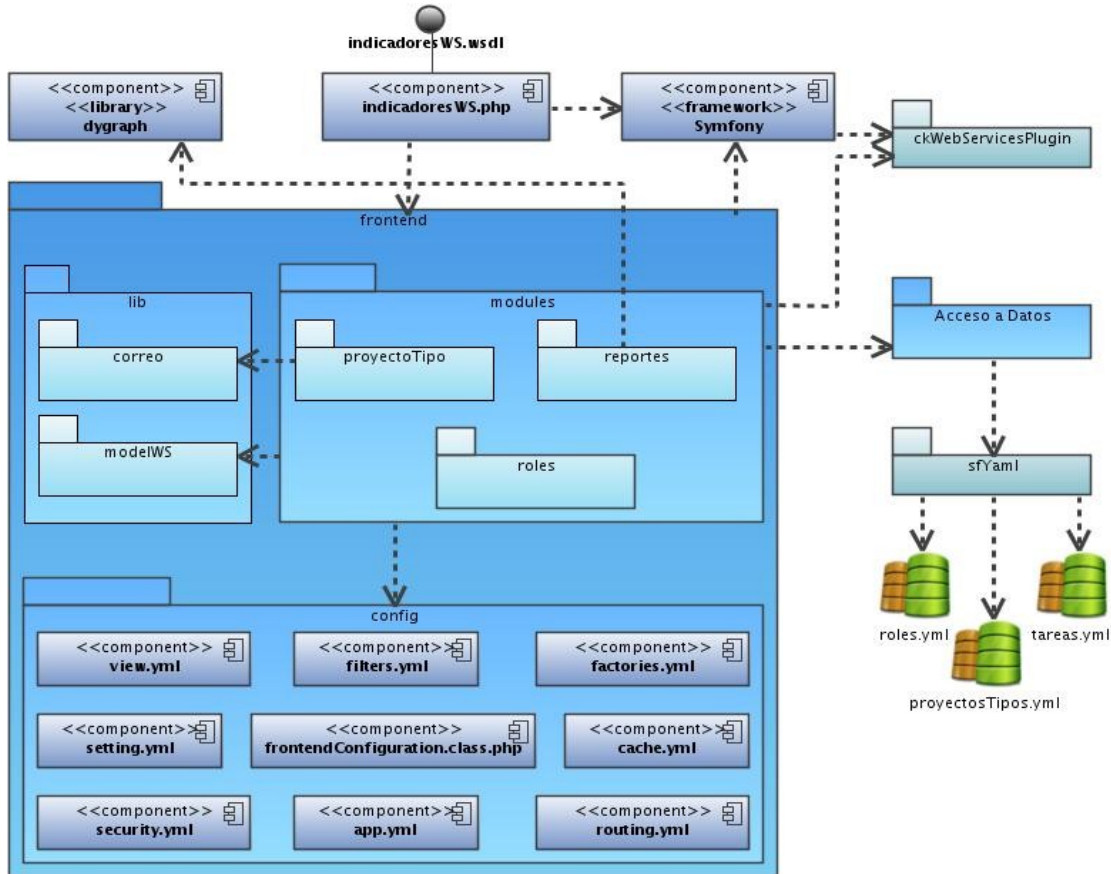 indicadoresWS.wsdl
<<component>>
<<library>>
dygraph
<<component>>
indicadoresWS.php
<<component>>
<<framework>>
Symfony
ckWebServicesPlugin
frontend
lib
modules
Acceso a Datos
correo
proyectoTipo
reportes
modelWS
roles
sfYaml
roles.yml
tareas.yml
proyectosTipos.yml
config
<<component>>
view.yml
<<component>>
filters.yml
<<component>>
factories.yml
<<component>>
setting.yml
<<component>>
frontendConfiguration.class.php
<<component>>
cache.yml
<<component>>
security.yml
<<component>>
app.yml
<<component>>
routing.yml